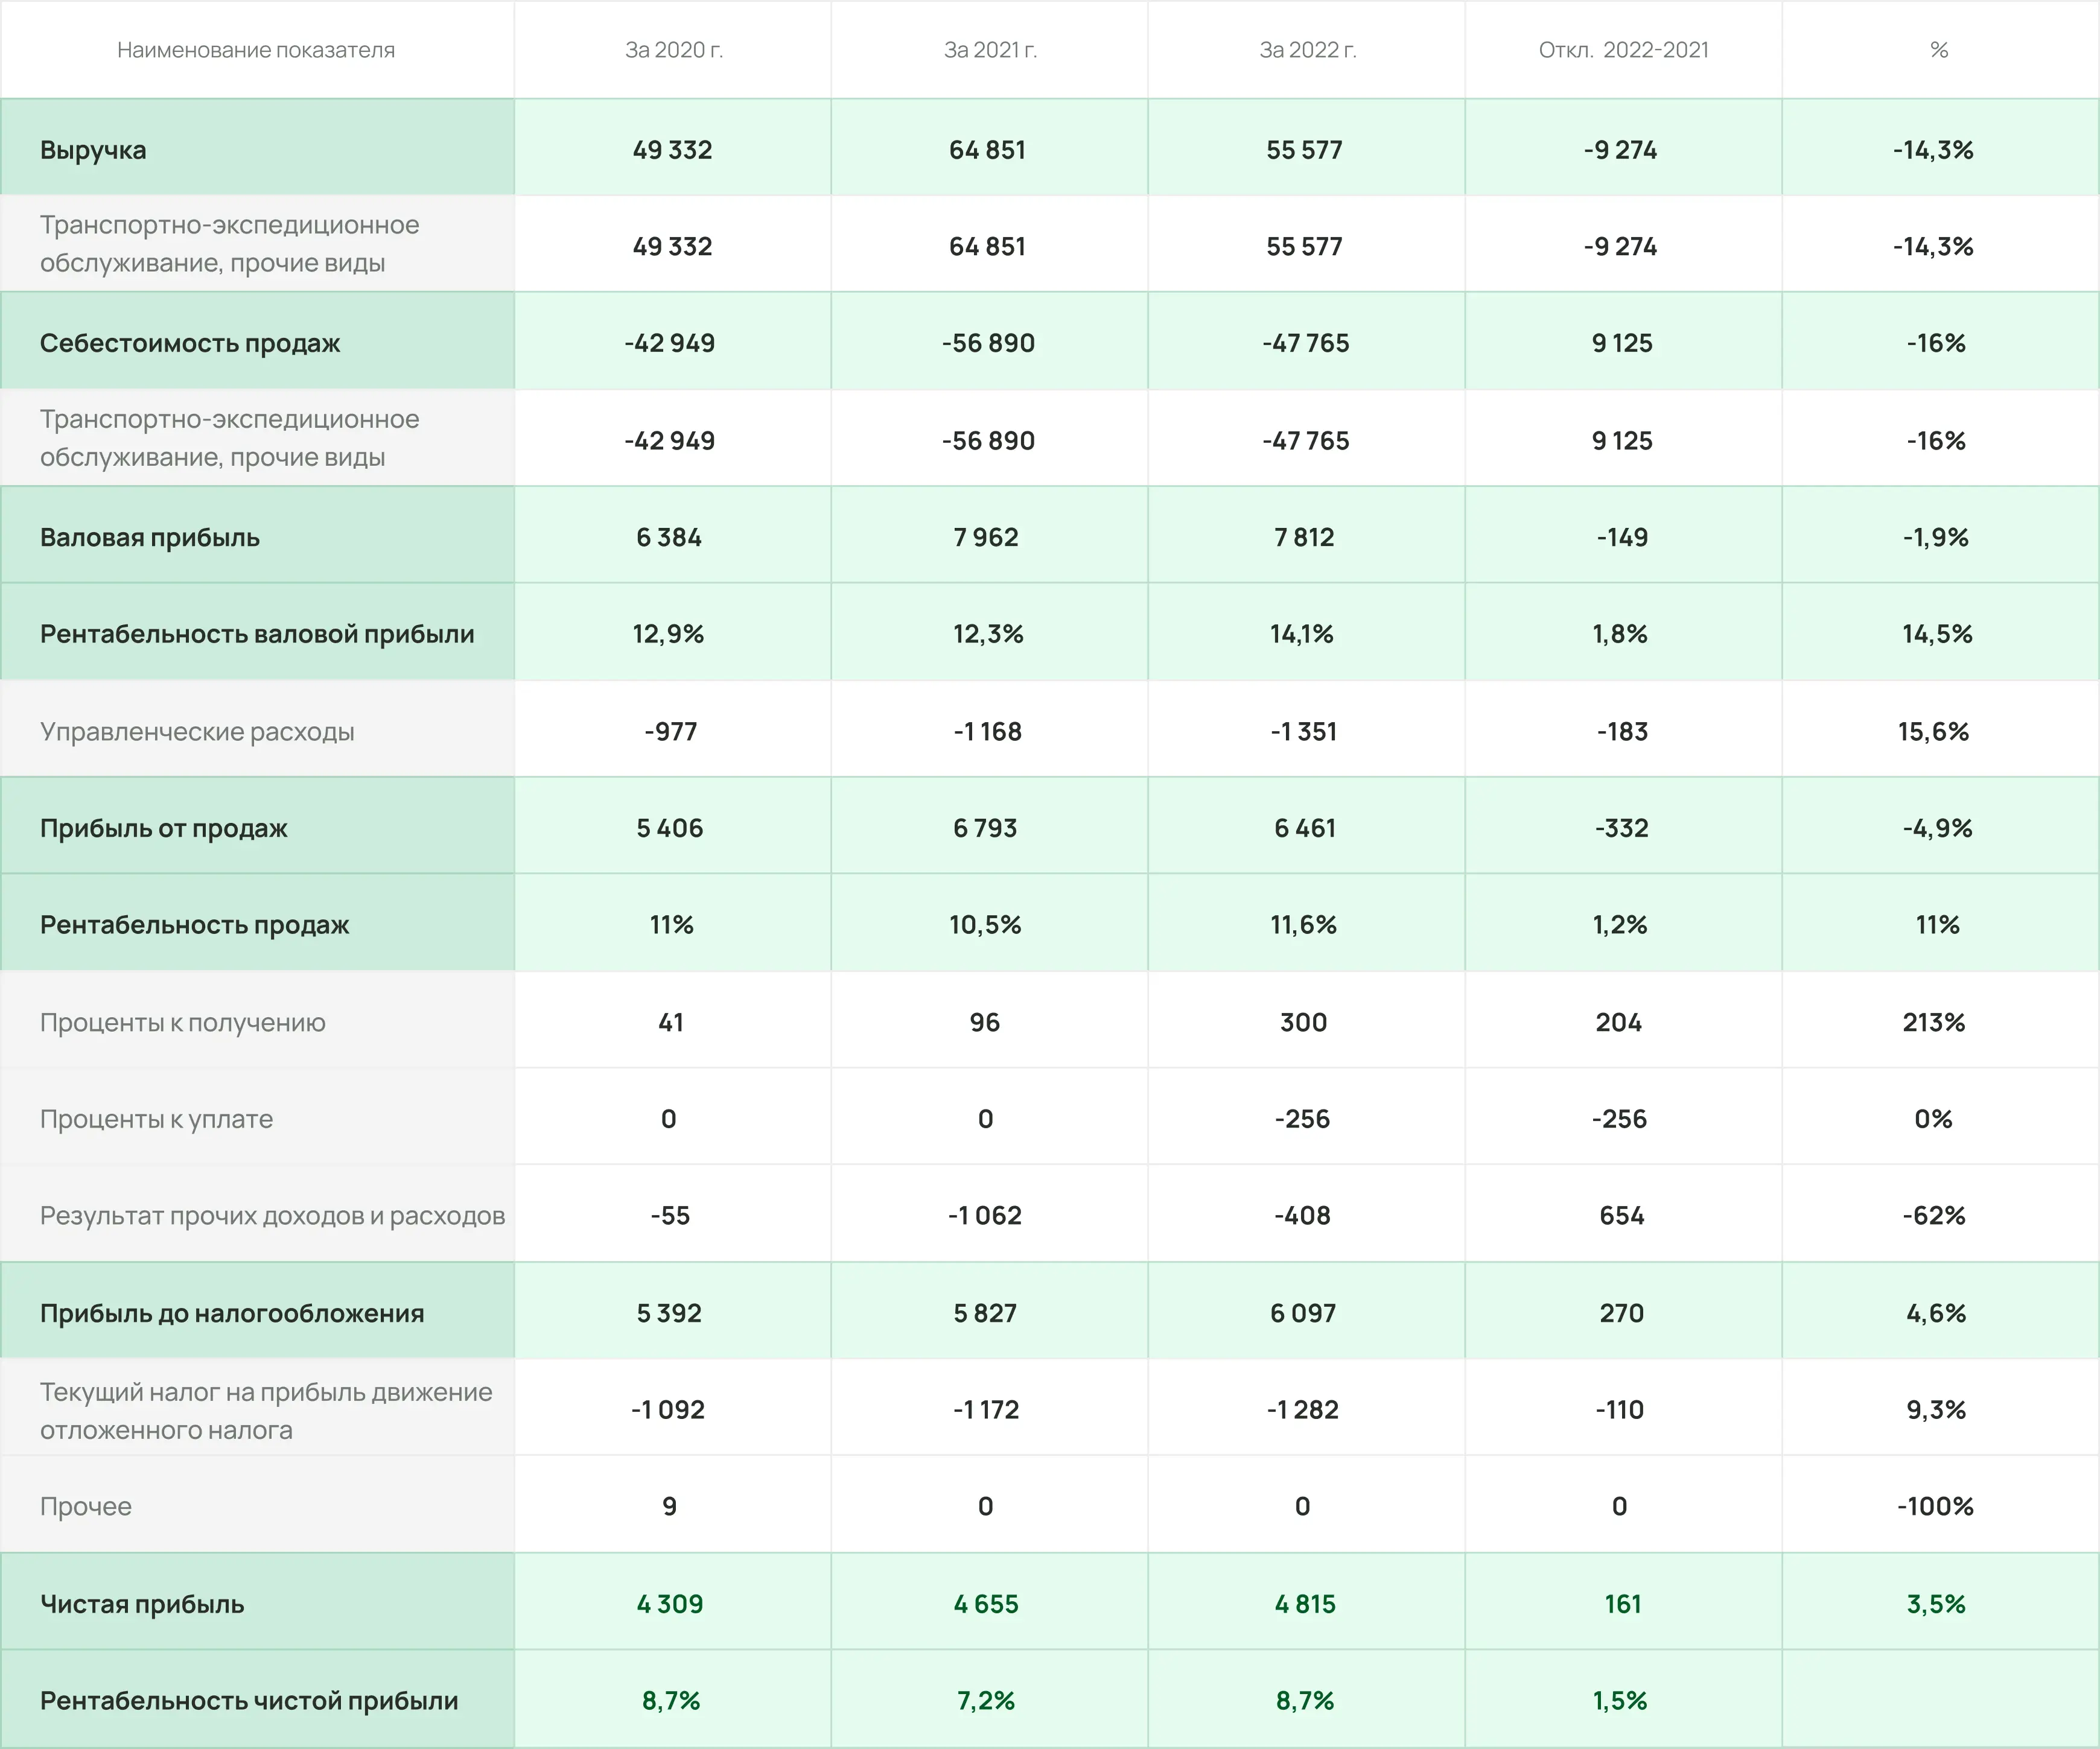 Наименование показателя За 2020 г. За 2021 г. За 2022 г. Откл. 2022-2021 %
Выручка 49 332 64 851 55 577 -9 274 -14,3%
Транспортно-экспедиционное
обслуживание, прочие виды 49 332 64 851 55 577 -9 274 -14,3%
Себестоимость продаж -42 949 -56 890 -47 765 9 125 -16%
Транспортно-экспедиционное
обслуживание, прочие виды -42 949 -56 890 -47 765 9 125 -16%
Валовая прибыль 6 384 7 962 7 812 -149 -1,9%
Рентабельность валовой прибыли 12,9% 12,3% 14,1% 1,8% 14,5%
Управленческие расходы -977 -1 168 -1 351 -183 15,6%
Прибыль от продаж 5 406 6 793 6 461 -332 -4,9%
Рентабельность продаж 11% 10,5% 11,6% 1,2% 11%
Проценты к получению 41 96 300 204 213%
Проценты к уплате 0 0 -256 -256 0%
Результат прочих доходов и расходов -55 -1 062 -408 654 -62%
Прибыль до налогообложения 5 392 5 827 6 097 270 4,6%
Текущий налог на прибыль движение
отложенного налога -1 092 -1 172 -1 282 -110 9,3%
Прочее 9 0 0 0 -100%
Чистая прибыль 4 309 4 655 4 815 161 3,5%
Рентабельность чистой прибыли 8,7% 7,2% 8,7% 1,5%